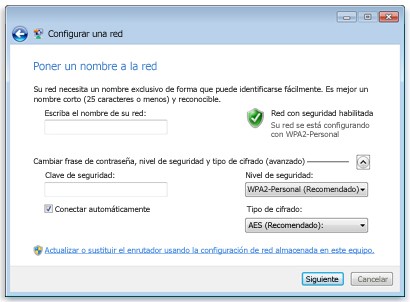 Configurar una red
Poner un nombre a la red
Su red necesita un nombre exclusivo de forma que puede identificarse fácilmente. Es mejor un
nombre corto (25 caracteres o menos) y reconocible.
Escriba el nombre de su red:
Red con seguridad habilitada
Su red se está configurando
con WPA2-Personal
Cambiar frase de contraseña, nivel de seguridad y tipo de cifrado (avanzado)
Clave de seguridad:
Nivel de seguridad:
WPA2-Personal (Recomendado)
Conectar automáticamente
Tipo de cifrado:
AES (Recomendado):
Actualizar o sustituir el enrutador usando la configuración de red almacenada en este equipo.
Siguiente
Cancelar